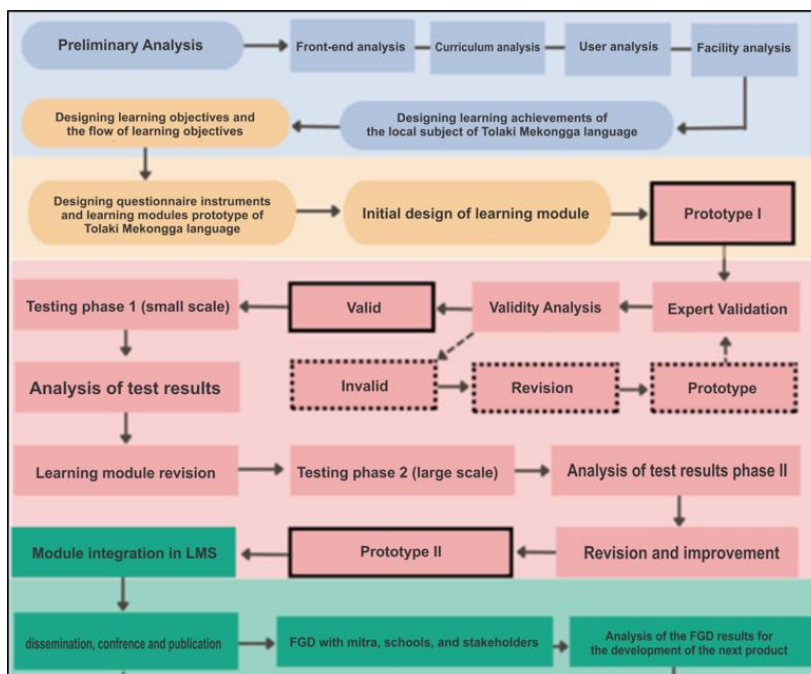 Preliminary Analysis
Front-end analysis
Curriculum analysis
User analysis
Facility analysis
Designing learning objectives and
the flow of learning objectives
Designing learning achievements of
the local subject of Tolaki Mekongga language
Designing questionnaire instruments
and learning modules prototype of
Tolaki Mekongga language
Initial design of learning module
Prototype I
Testing phase 1 (small scale)
Valid
Validity Analysis
Expert Validation
Analysis of test results
Invalid
Revision
Prototype
Learning module revision
Testing phase 2 (large scale)
Analysis of test results phase II
Module integration in LMS
Prototype II
Revision and improvement
dissemination, confrence and publication
FGD with mitra, schools, and stakeholders
Analysis of the FGD results for
the development of the next product